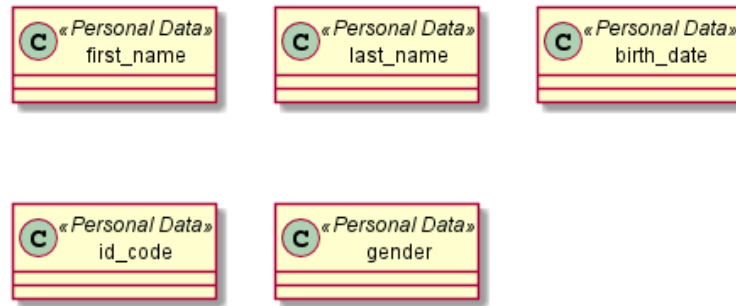 C «Personal Data»
first_name
C «Personal Data»
last_name
C «Personal Data»
birth_date
C «Personal Data»
id_code
C «Personal Data»
gender